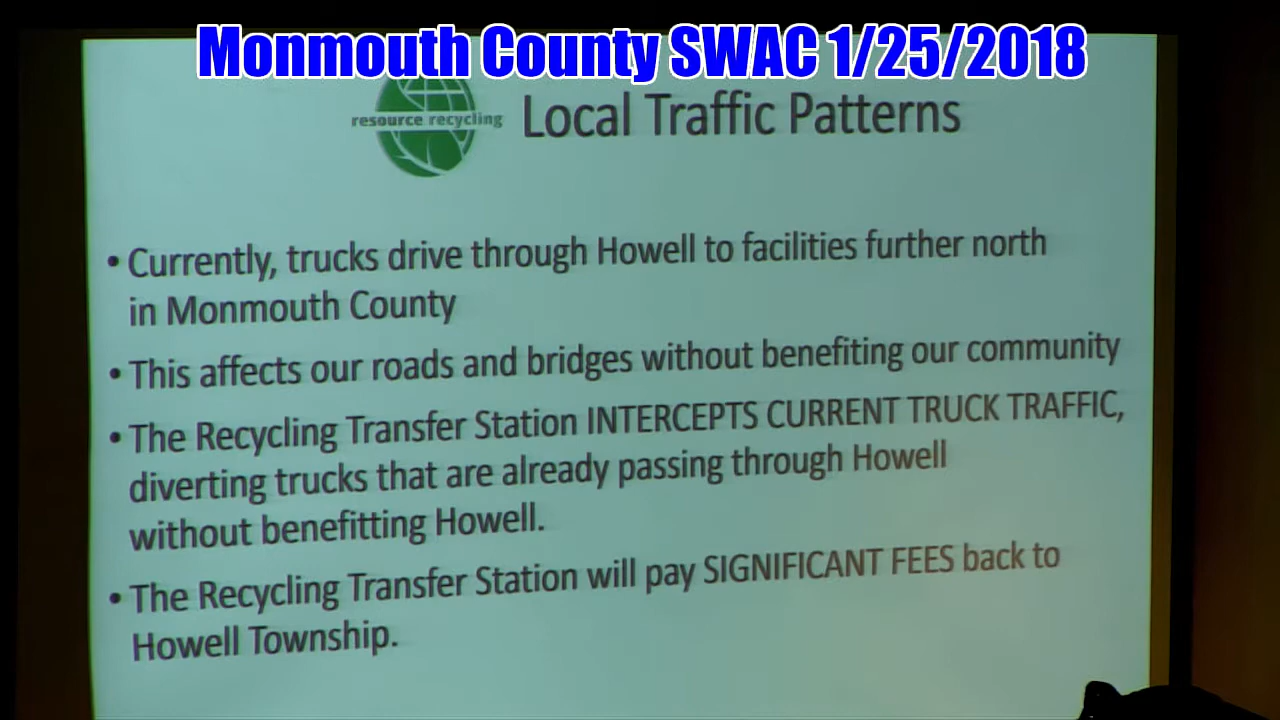 Monmouth County SWAC 1/25/2018
resource recycling
Local Traffic Patterns
• Currently, trucks drive through Howell to facilities further north
in Monmouth County
• This affects our roads and bridges without benefiting our community
• The Recycling Transfer Station INTERCEPTS CURRENT TRUCK TRAFFIC,
diverting trucks that are already passing through Howell
without benefitting Howell.
• The Recycling Transfer Station will pay SIGNIFICANT FEES back to
Howell Township.